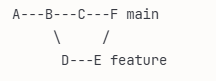 A---B---C---F main
     \     /
      D---E feature